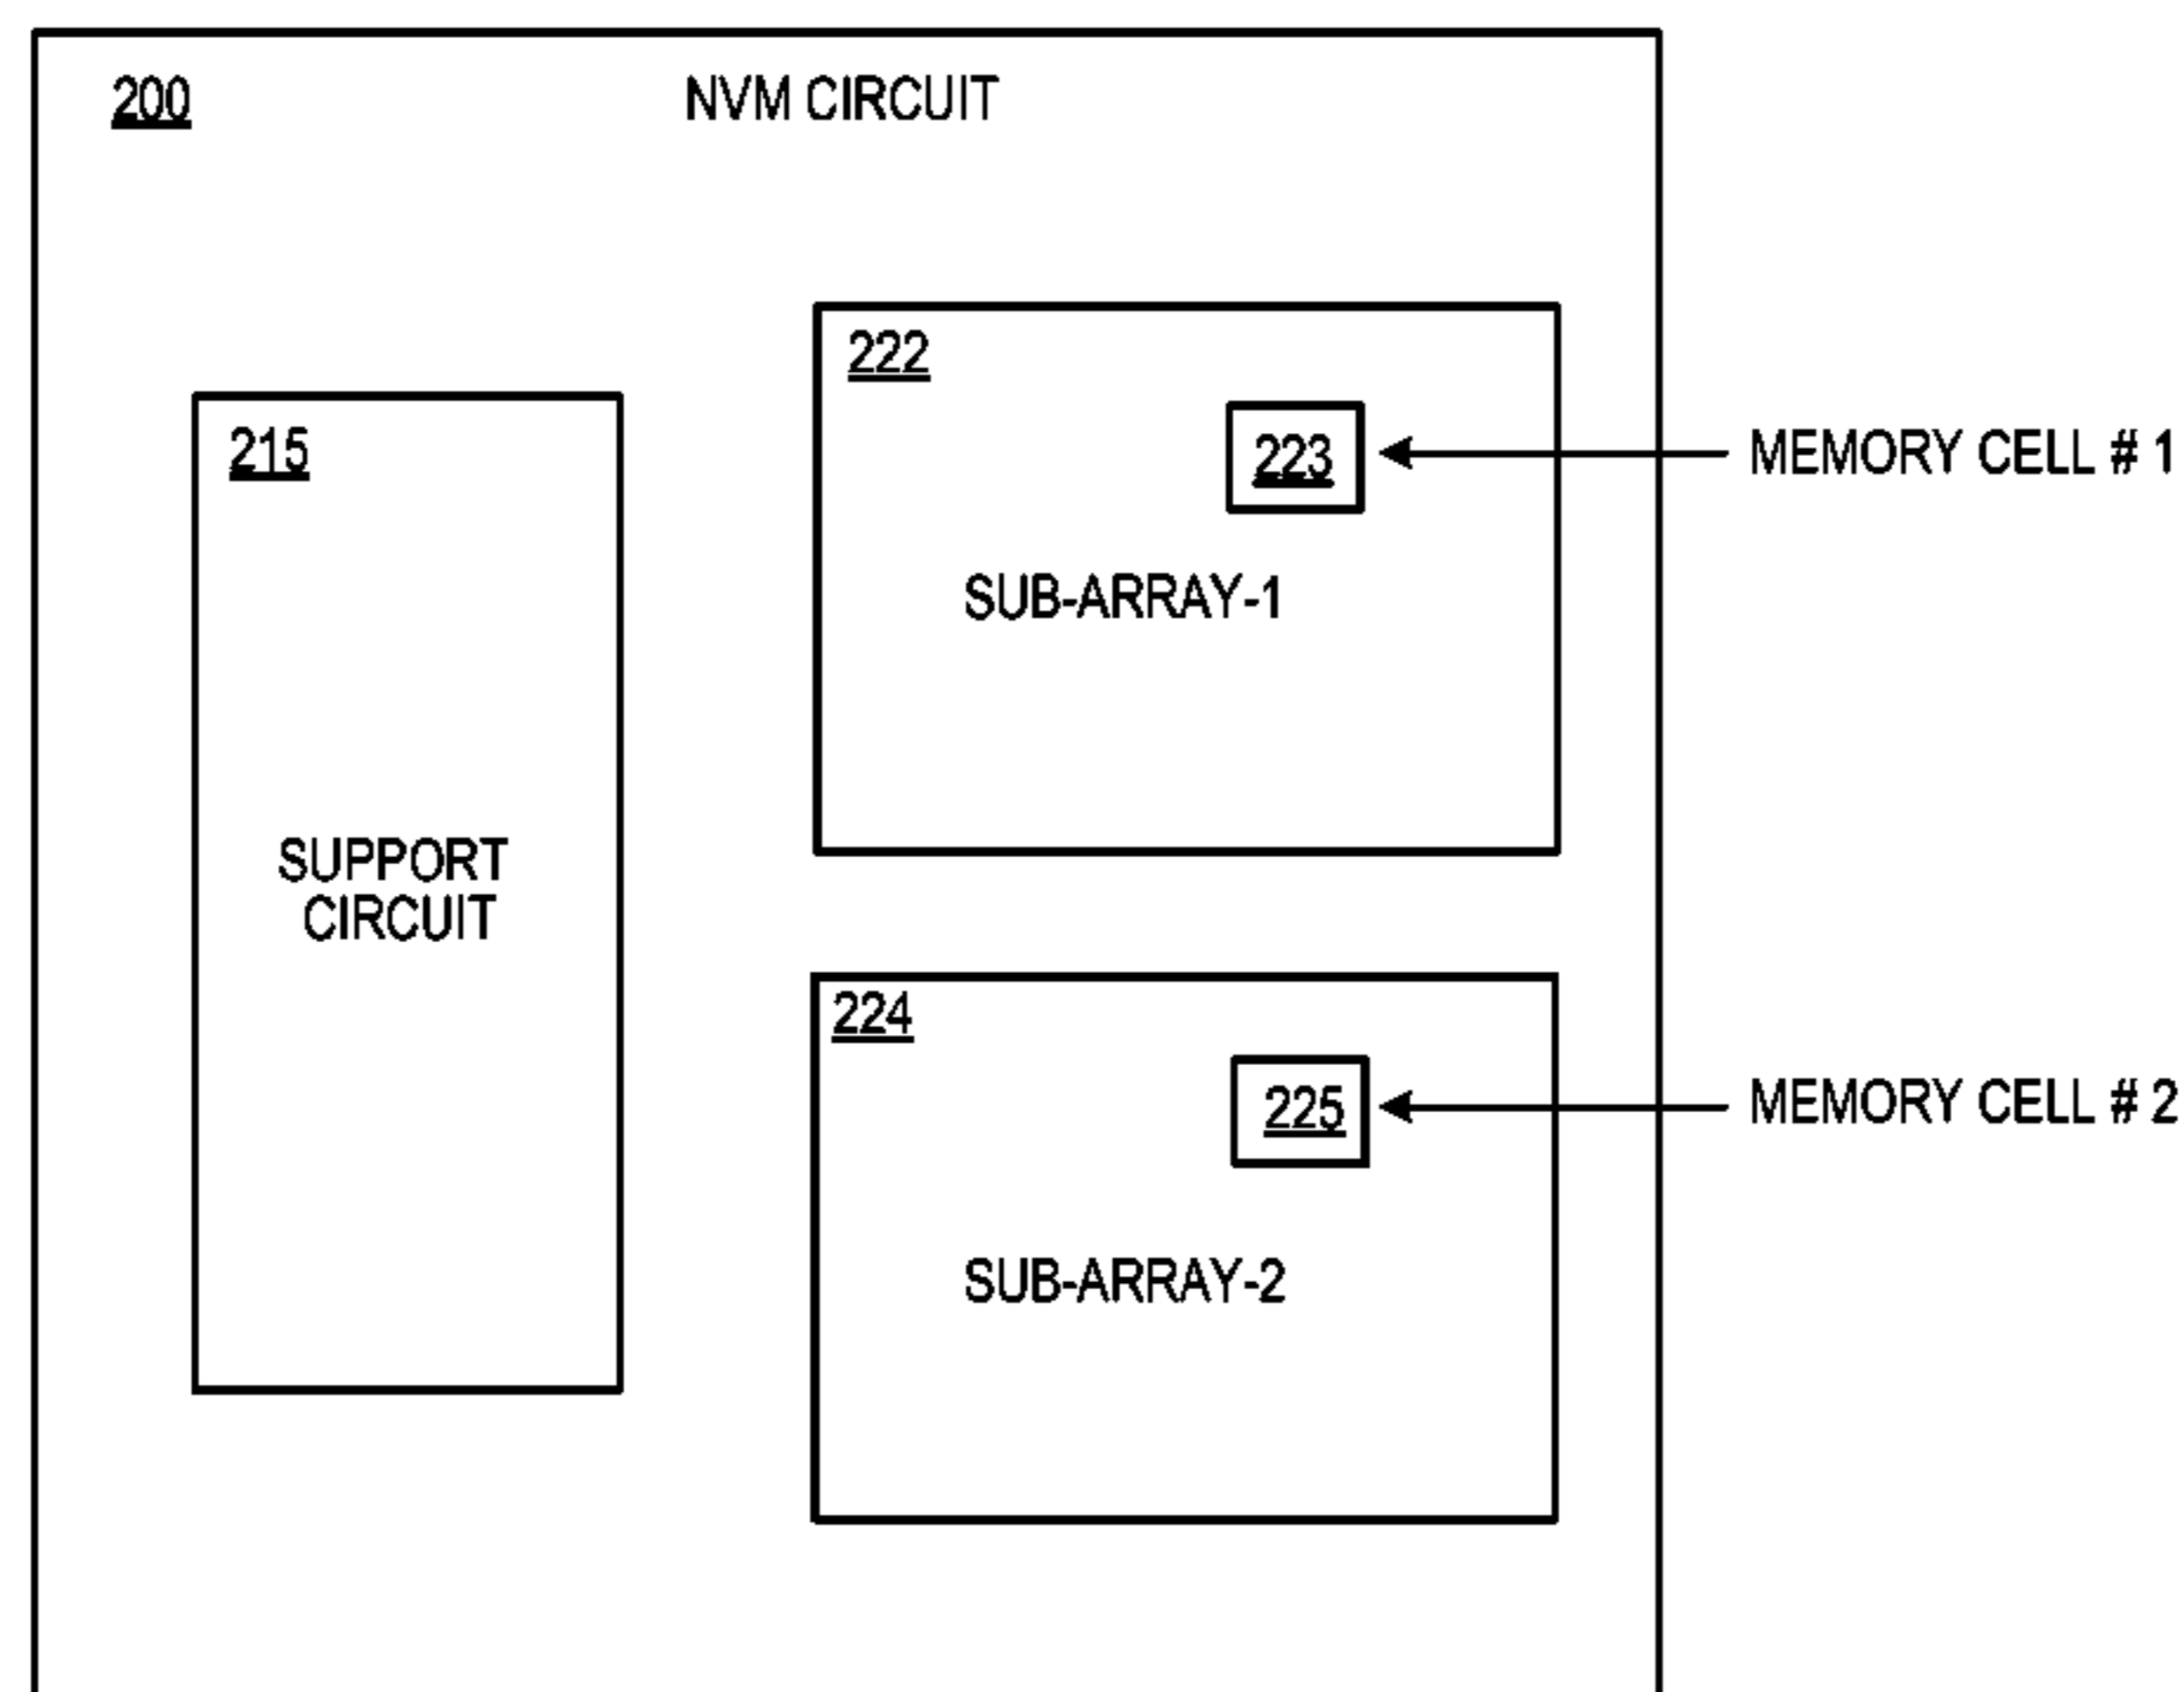 200
NVM CIRCUIT
222
223
MEMORY CELL # 1
215
SUB-ARRAY-1
SUPPORT
CIRCUIT
224
225
MEMORY CELL # 2
SUB-ARRAY-2